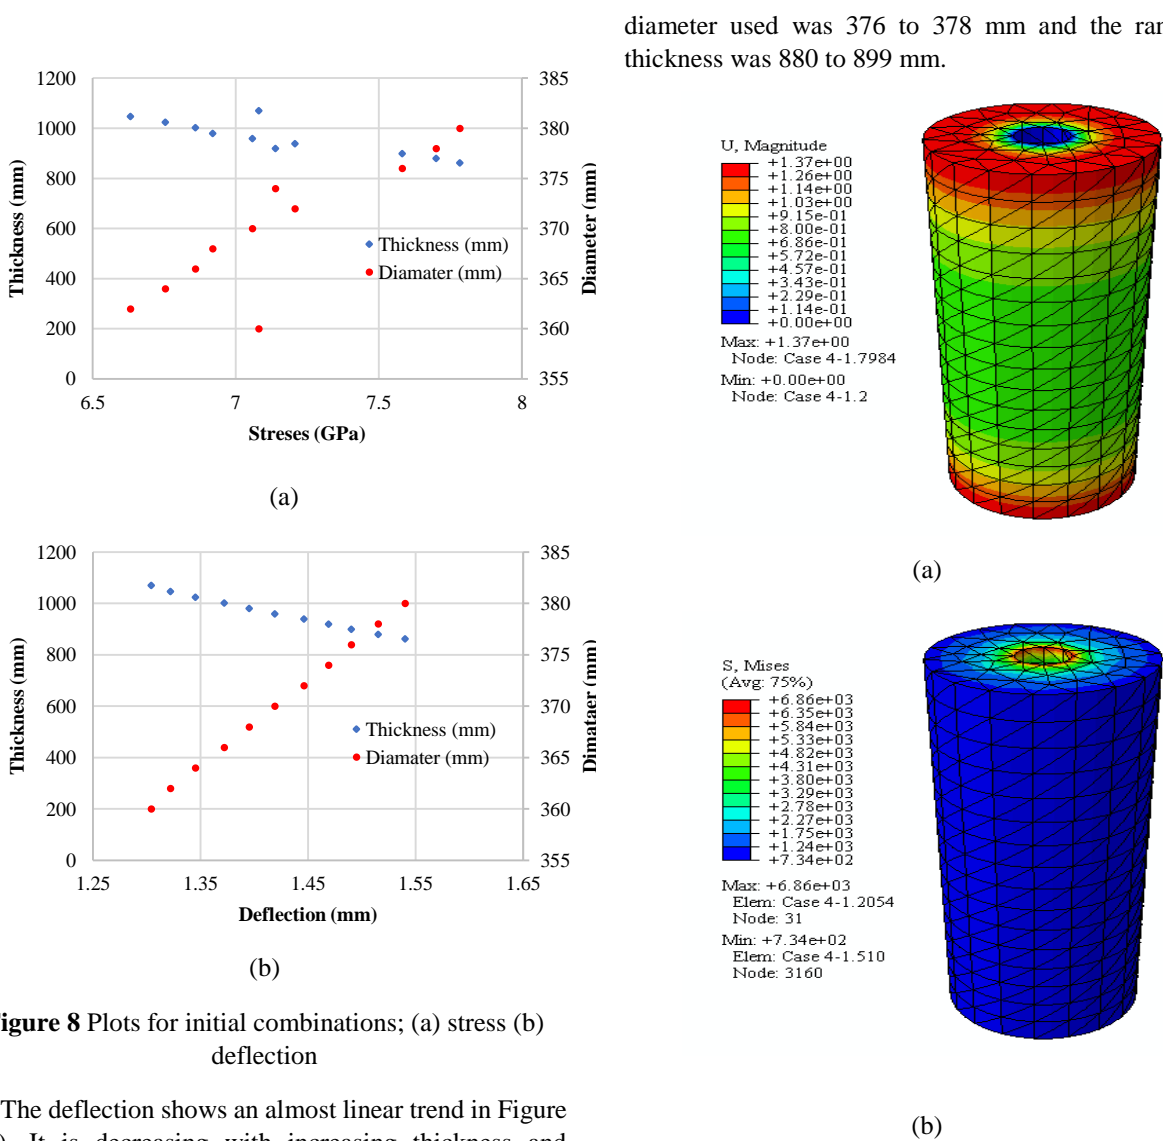 1200
1000
800
600
400
200
0
Thickness (mm)
385
380
375
370
365
360
355
Diameter (mm)
Thickness (mm)
Diamater (mm)
6.5 7 7.5 8
Streses (GPa)
(a)
1200
1000
800
600
400
200
0
Thickness (mm)
385
380
375
370
365
360
355
Dimataer (mm)
Thickness (mm)
Diamater (mm)
1.25 1.35 1.45 1.55 1.65
Deflection (mm)
(b)
igure 8 Plots for initial combinations; (a) stress (b)
deflection
The deflection shows an almost linear trend in Figure
). It is decreasing with increasing thickness and
diameter used was 376 to 378 mm and the ran
thickness was 880 to 899 mm.
U, Magnitude
+1.37e+00
+1.26e+00
+1.14e+00
+1.03e+00
+9.15e-01
+8.00e-01
+6.86e-01
+5.72e-01
+4.57e-01
+3.43e-01
+2.29e-01
+1.14e-01
+0.00e+00
Max: +1.37e+00
Node: Case 4-1.7984
Min: +0.00e+00
Node: Case 4-1.2
(a)
S, Mises
(Avg: 75%)
+6.86e+03
+6.35e+03
+5.84e+03
+5.33e+03
+4.82e+03
+4.31e+03
+3.80e+03
+3.29e+03
+2.78e+03
+2.27e+03
+1.75e+03
+1.24e+03
+7.34e+02
Max: +6.86e+03
Elem: Case 4-1.2054
Node: 31
Min: +7.34e+02
Elem: Case 4-1.510
Node: 3160
(b)